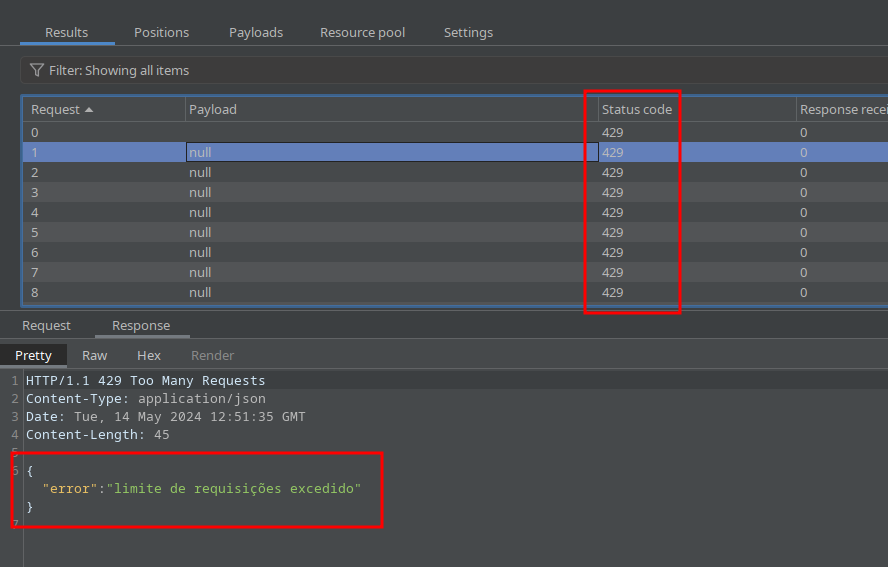 Results Positions Payloads Resource pool Settings
Filter: Showing all items
Request Payload Status code Response recei
0 429 0
1 null 429 0
2 null 429 0
3 null 429 0
4 null 429 0
5 null 429 0
6 null 429 0
7 null 429 0
8 null 429 0
Request Response
Pretty Raw Hex Render
1 HTTP/1.1 429 Too Many Requests
2 Content-Type: application/json
3 Date: Tue, 14 May 2024 12:51:35 GMT
4 Content-Length: 45
5
6 {
"error":"limite de requisições excedido"
}
7